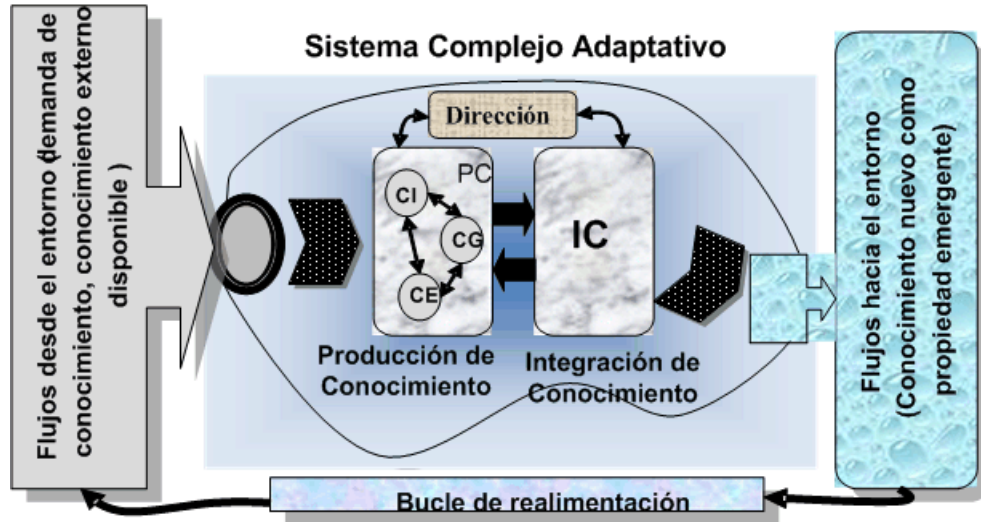 Flujos desde el entorno (demanda de
conocimiento, conocimiento externo
disponible )
Sistema Complejo Adaptativo
Dirección
PC
CI
CG
CE
IC
Producción de
Conocimiento
Integración de
Conocimiento
Flujos hacia el entorno
(Conocimiento nuevo como
propiedad emergente)
Bucle de realimentación